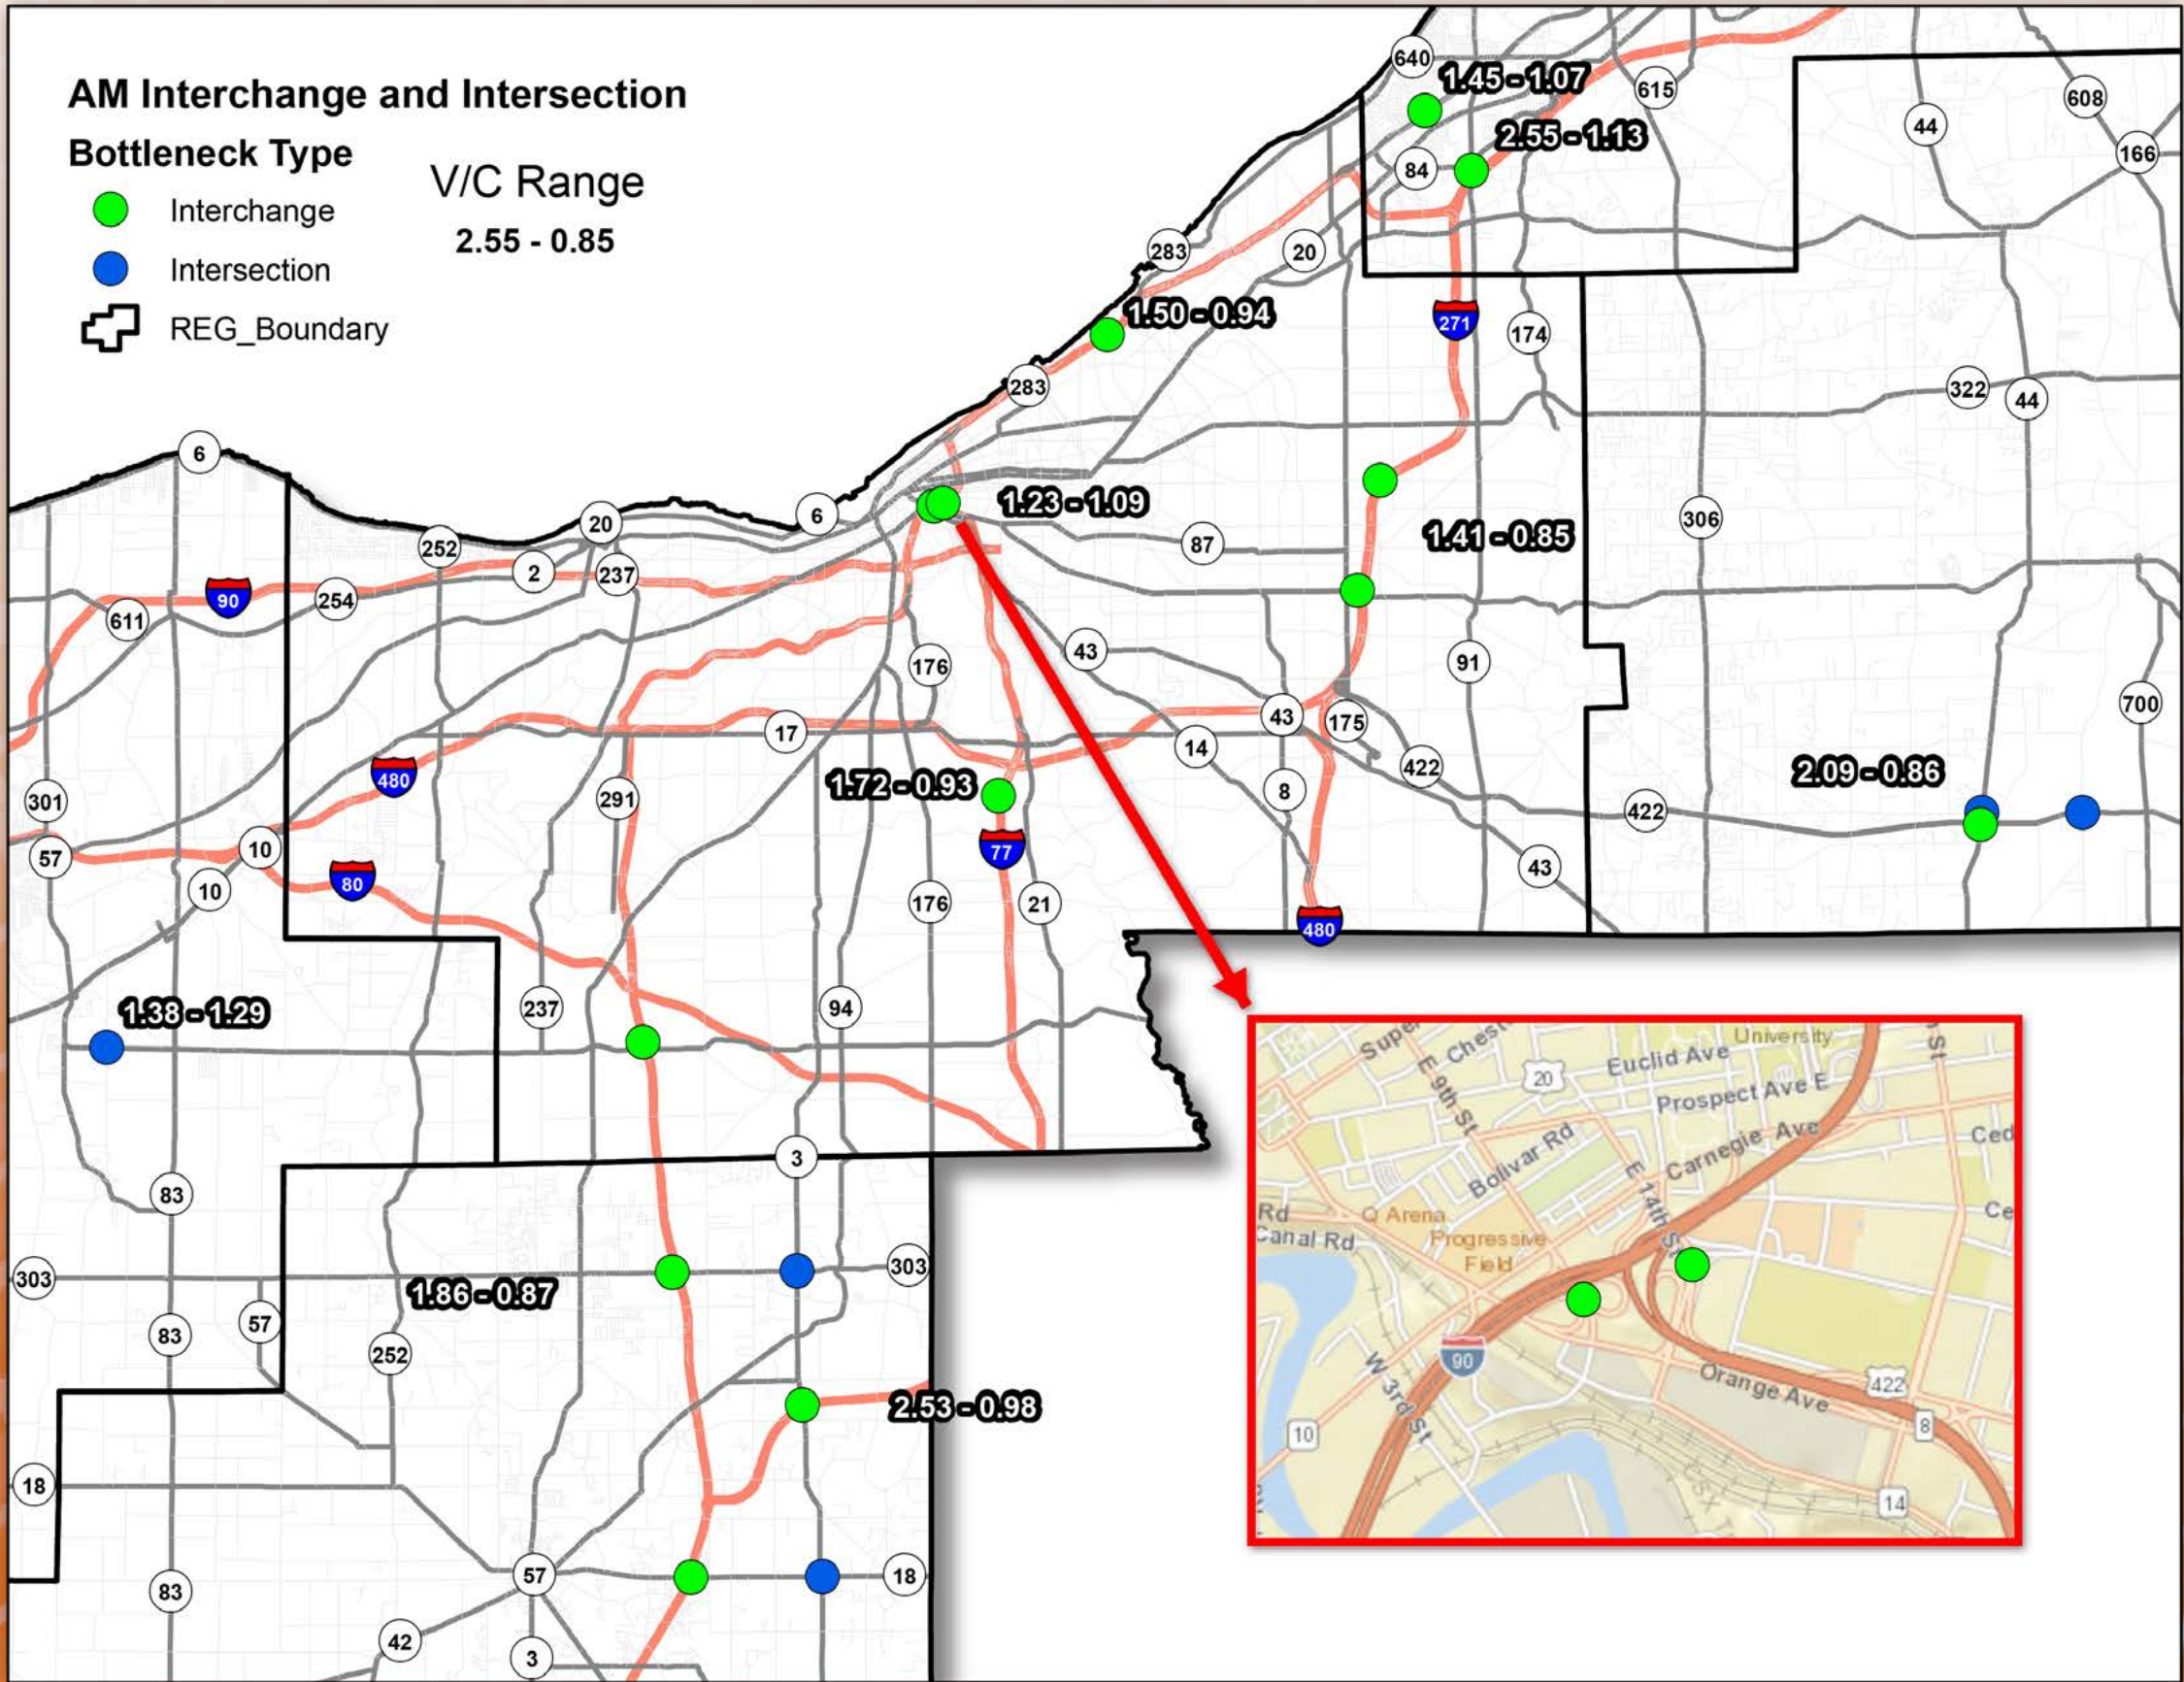 AM Interchange and Intersection
Bottleneck Type
V/C Range
Interchange
2.55 - 0.85
Intersection
REG_Boundary
640
1.45 - 1.07
615
608
44
2.55 - 1.13
166
84
283
20
1.50 - 0.94
271
174
283
322
44
6
6
20
1.23 - 1.09
306
252
87
1.41 - 0.85
2
237
90
254
611
43
176
91
700
17
43
175
14
480
422
2.09 - 0.86
1.72 - 0.93
291
8
301
422
77
57
10
43
80
10
176
21
480
1.38 - 1.29
237
94
3
83
303
303
1.86 - 0.87
57
83
252
2.53 - 0.98
18
57
18
83
42
3
University
Euclid Ave
20
E 9th St
Prospect Ave E
Carnegie Ave
Bolivar Rd
E 14th St
Q Arena
Rd
Canal Rd
Progressive
Field
90
W 3rd St
Orange Ave
422
8
10
14